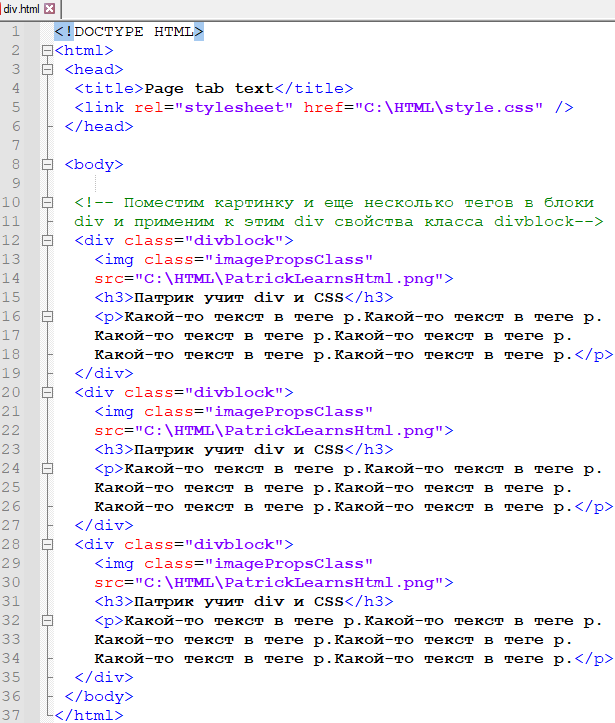 div.html
1 <!DOCTYPE HTML>
2 <html>
3 <head>
4 <title>Page tab text</title>
5 <link rel="stylesheet" href="C:\HTML\style.css" />
6 </head>
7
8 <body>
9
10 <!-- Поместим картинку и еще несколько тегов в блоки
11 div и применим к этим div свойства класса divblock-->
12 <div class="divblock">
13 <img class="imagePropsClass"
14 src="C:\HTML\PatrickLearnsHtml.png">
15 <h3>Патрик учит div и CSS</h3>
16 <p>Какой-то текст в теге p.Какой-то текст в теге p.
17 Какой-то текст в теге p.Какой-то текст в теге p.
18 Какой-то текст в теге p.Какой-то текст в теге p.</p>
19 </div>
20 <div class="divblock">
21 <img class="imagePropsClass"
22 src="C:\HTML\PatrickLearnsHtml.png">
23 <h3>Патрик учит div и CSS</h3>
24 <p>Какой-то текст в теге p.Какой-то текст в теге p.
25 Какой-то текст в теге p.Какой-то текст в теге p.
26 Какой-то текст в теге p.Какой-то текст в теге p.</p>
27 </div>
28 <div class="divblock">
29 <img class="imagePropsClass"
30 src="C:\HTML\PatrickLearnsHtml.png">
31 <h3>Патрик учит div и CSS</h3>
32 <p>Какой-то текст в теге p.Какой-то текст в теге p.
33 Какой-то текст в теге p.Какой-то текст в теге p.
34 Какой-то текст в теге p.Какой-то текст в теге p.</p>
35 </div>
36 </body>
37 </html>